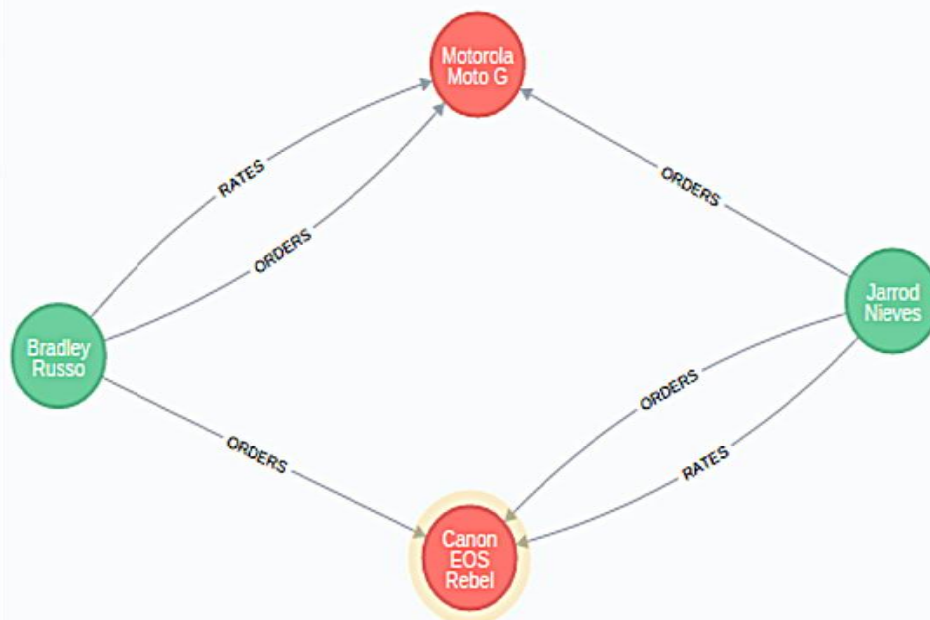 Motorola
Moto G
RATES
ORDERS
ORDERS
Jarrod
Nieves
Bradley
Russo
ORDERS
ORDERS
RATES
Canon
EOS
Rebel